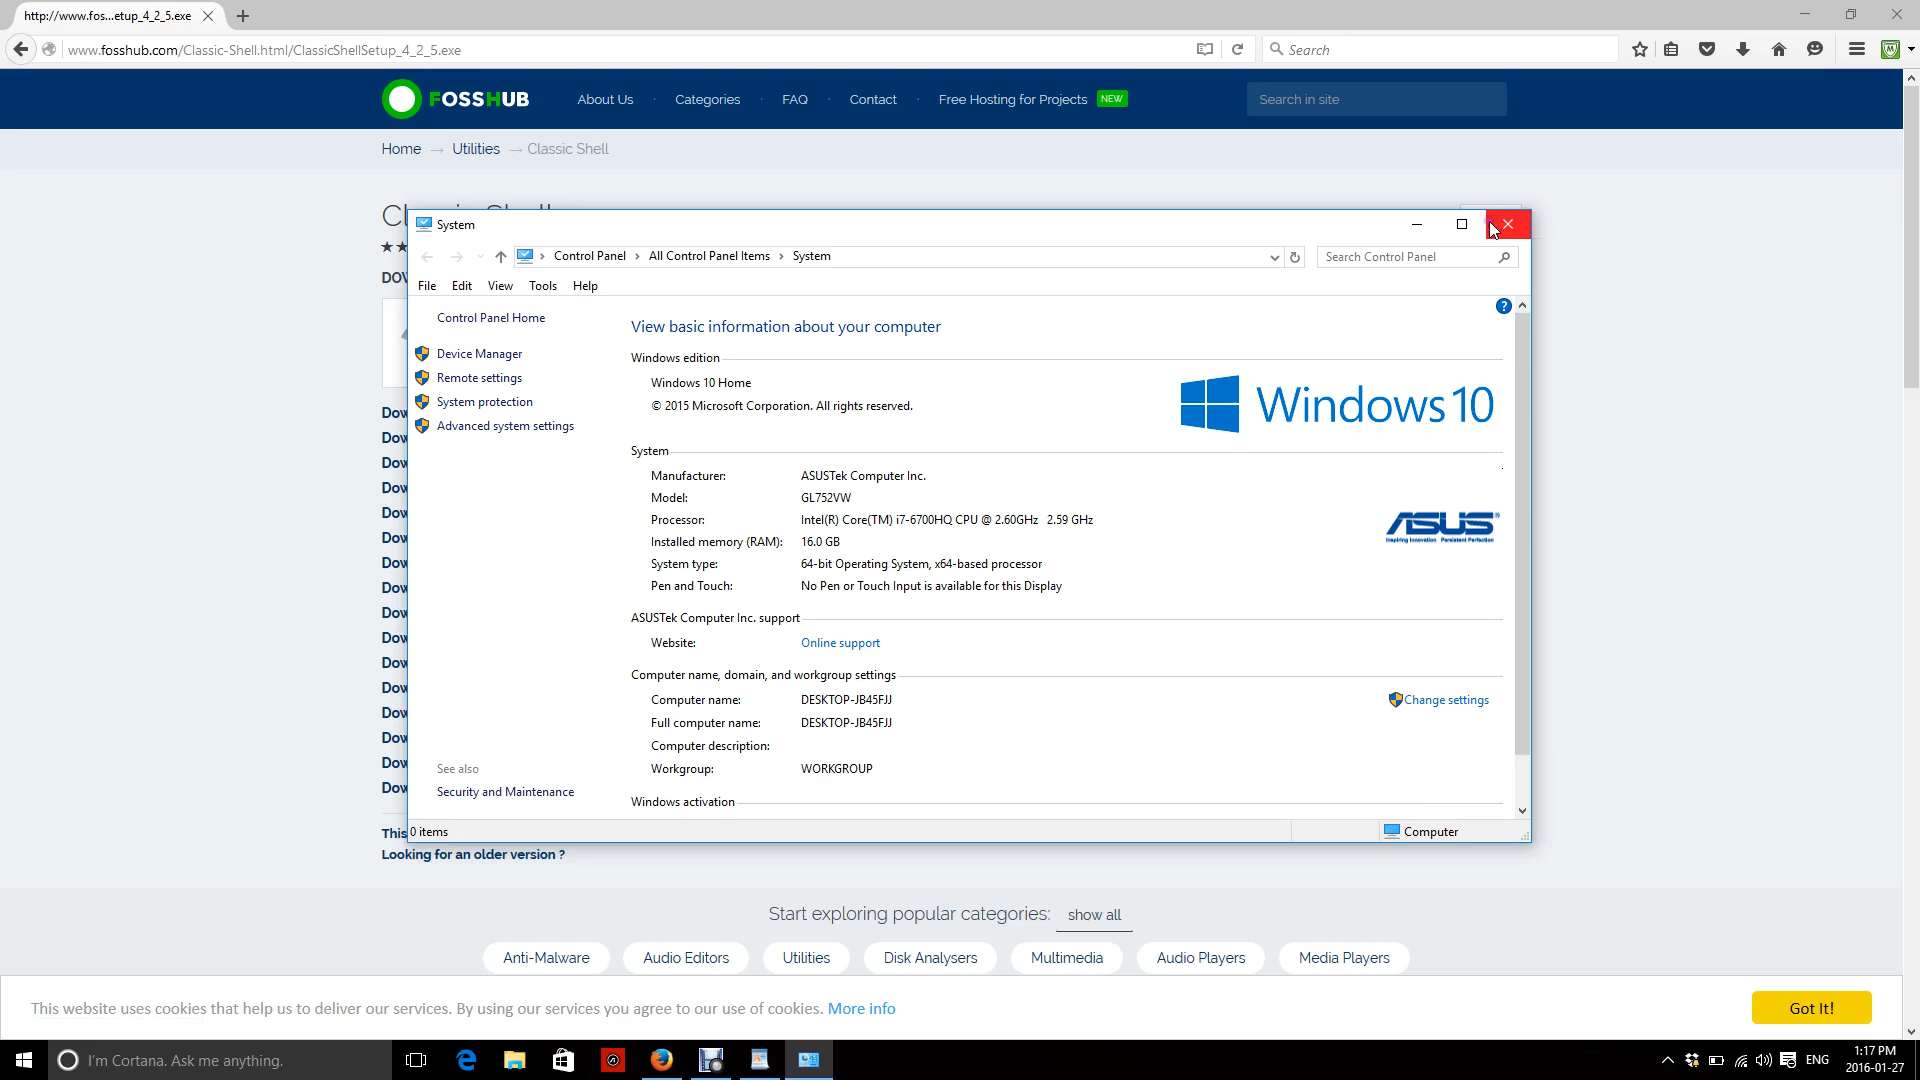 http://www.fos...etup_4_2_5.exe
www.fosshub.com/Classic-Shell.html/ClassicShellSetup_4_2_5.exe
Search
FOSSHUB
About Us
Categories
FAQ
Contact
Free Hosting for Projects NEW
Search in site
Home → Utilities → Classic Shell
System
Control Panel › All Control Panel Items › System
Search Control Panel
File Edit View Tools Help
Control Panel Home
Device Manager
Remote settings
System protection
Advanced system settings
See also
Security and Maintenance
View basic information about your computer
Windows edition
Windows 10 Home
© 2015 Microsoft Corporation. All rights reserved.
Windows 10
System
Manufacturer: ASUSTek Computer Inc.
Model: GL752VW
Processor: Intel(R) Core(TM) i7-6700HQ CPU @ 2.60GHz 2.59 GHz
Installed memory (RAM): 16.0 GB
System type: 64-bit Operating System, x64-based processor
Pen and Touch: No Pen or Touch Input is available for this Display
ASUS
Inspiring Innovation Persistent Perfection
ASUSTek Computer Inc. support
Website: Online support
Computer name, domain, and workgroup settings
Computer name: DESKTOP-JB45FJJ
Change settings
Full computer name: DESKTOP-JB45FJJ
Computer description:
Workgroup: WORKGROUP
Windows activation
0 items
Computer
This
Looking for an older version ?
Start exploring popular categories: show all
Anti-Malware
Audio Editors
Utilities
Disk Analysers
Multimedia
Audio Players
Media Players
This website uses cookies that help us to deliver our services. By using our services you agree to our use of cookies. More info
Got It!
I'm Cortana. Ask me anything.
ENG
1:17 PM
2016-01-27